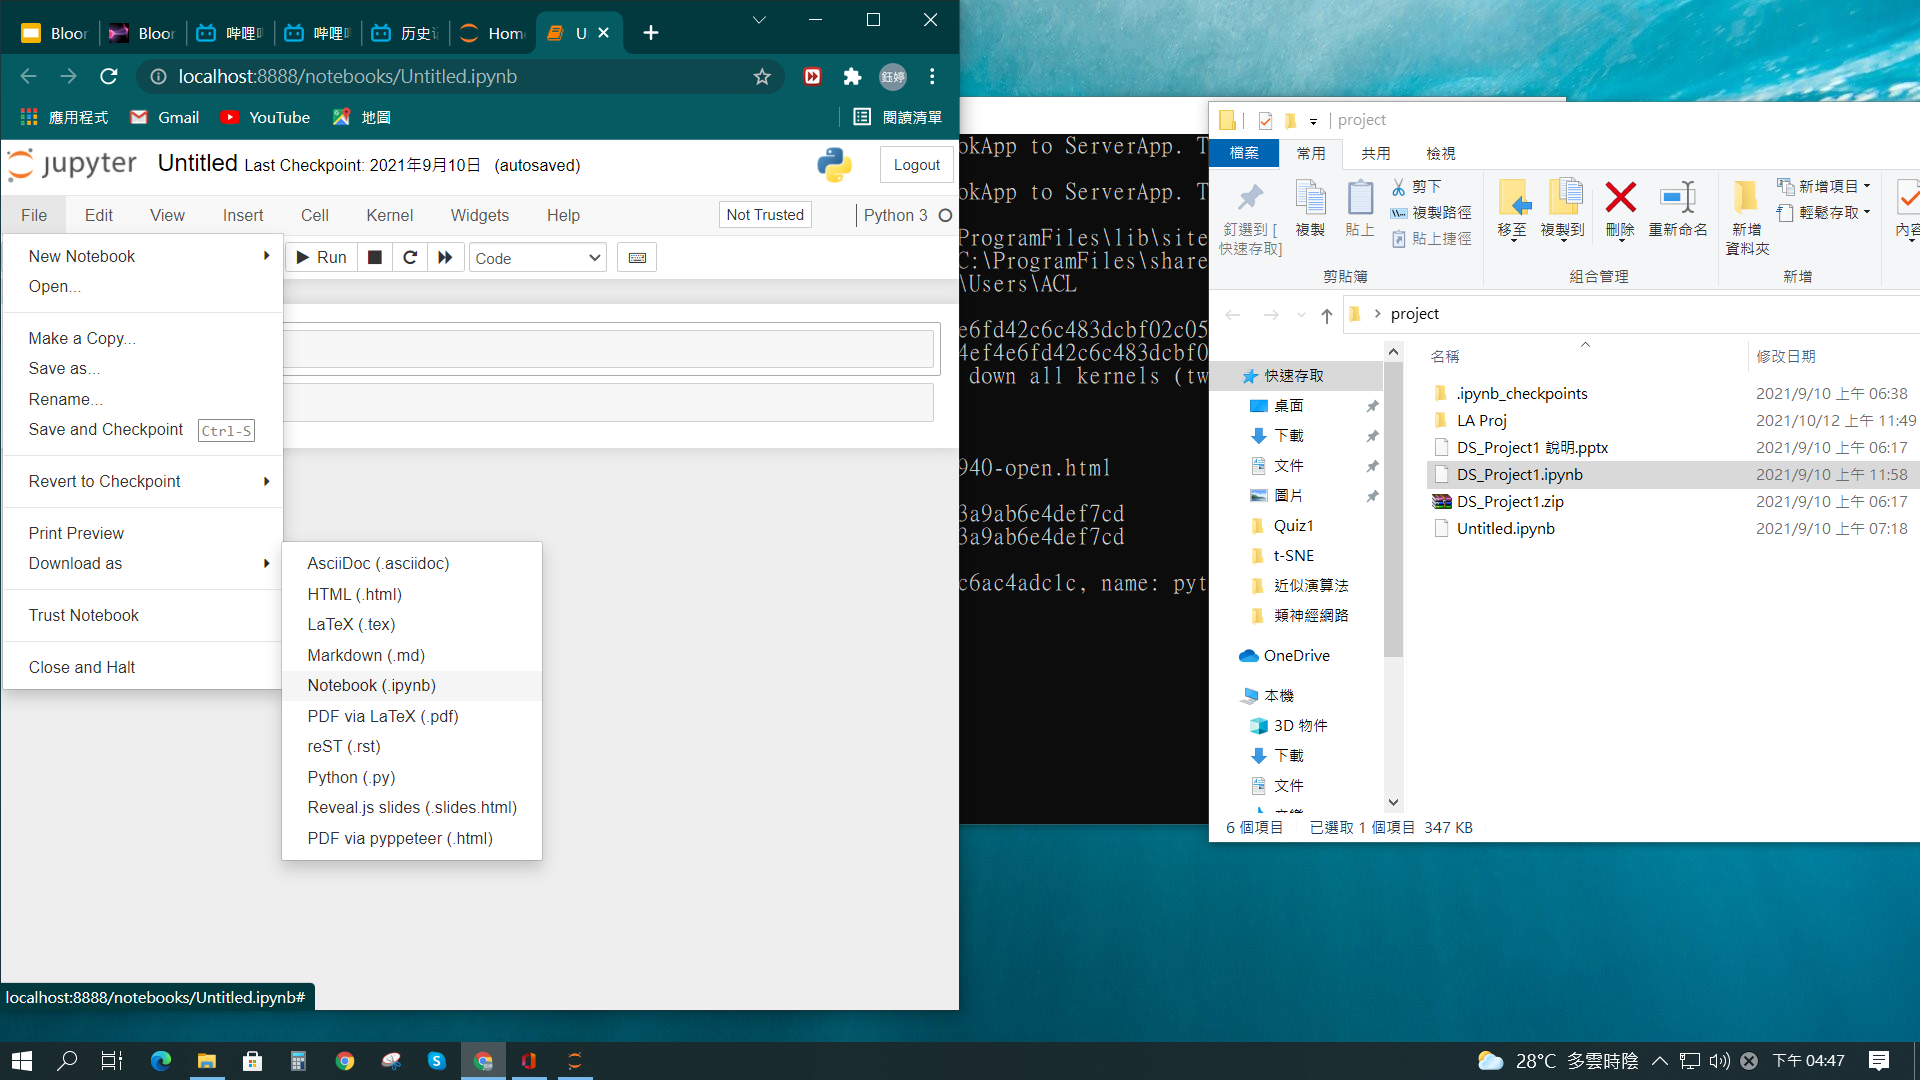 Bloor
Bloor
哔哩
哔哩
历史
Home
U
localhost:8888/notebooks/Untitled.ipynb
鈺婷
應用程式
Gmail
YouTube
地圖
閱讀清單
jupyter
Untitled Last Checkpoint: 2021年9月10日 (autosaved)
Logout
File Edit View Insert Cell Kernel Widgets Help
Not Trusted
Python 3
New Notebook
Open...
Make a Copy...
Save as...
Rename...
Save and Checkpoint Ctrl-S
Revert to Checkpoint
Print Preview
Download as
Trust Notebook
Close and Halt
Run
Code
AsciiDoc (.asciidoc)
HTML (.html)
LaTeX (.tex)
Markdown (.md)
Notebook (.ipynb)
PDF via LaTeX (.pdf)
reST (.rst)
Python (.py)
Reveal.js slides (.slides.html)
PDF via pyppeteer (.html)
localhost:8888/notebooks/Untitled.ipynb#
okApp to ServerApp. T
okApp to ServerApp. T
ProgramFiles\lib\site
C:\ProgramFiles\share
\Users\ACL
e6fd42c6c483dcbf02c05
4ef4e6fd42c6c483dcbf0
down all kernels (tw
940-open.html
3a9ab6e4def7cd
3a9ab6e4def7cd
c6ac4adc1c, name: pyt
project
檔案 常用 共用 檢視
釘選到 [
快速存取]
複製
貼上
剪下
複製路徑
貼上捷徑
剪貼簿
移至
複製到
刪除
重新命名
組合管理
新增
資料夾
新增項目
輕鬆存取
新增
內容
project
快速存取
桌面
下載
文件
圖片
Quiz1
t-SNE
近似演算法
類神經網路
OneDrive
本機
3D 物件
下載
文件
名稱 修改日期
.ipynb_checkpoints 2021/9/10 上午 06:38
LA Proj 2021/10/12 上午 11:49
DS_Project1 說明.pptx 2021/9/10 上午 06:17
DS_Project1.ipynb 2021/9/10 上午 11:58
DS_Project1.zip 2021/9/10 上午 06:17
Untitled.ipynb 2021/9/10 上午 07:18
6 個項目 已選取 1 個項目 347 KB
28°C 多雲時陰
下午 04:47